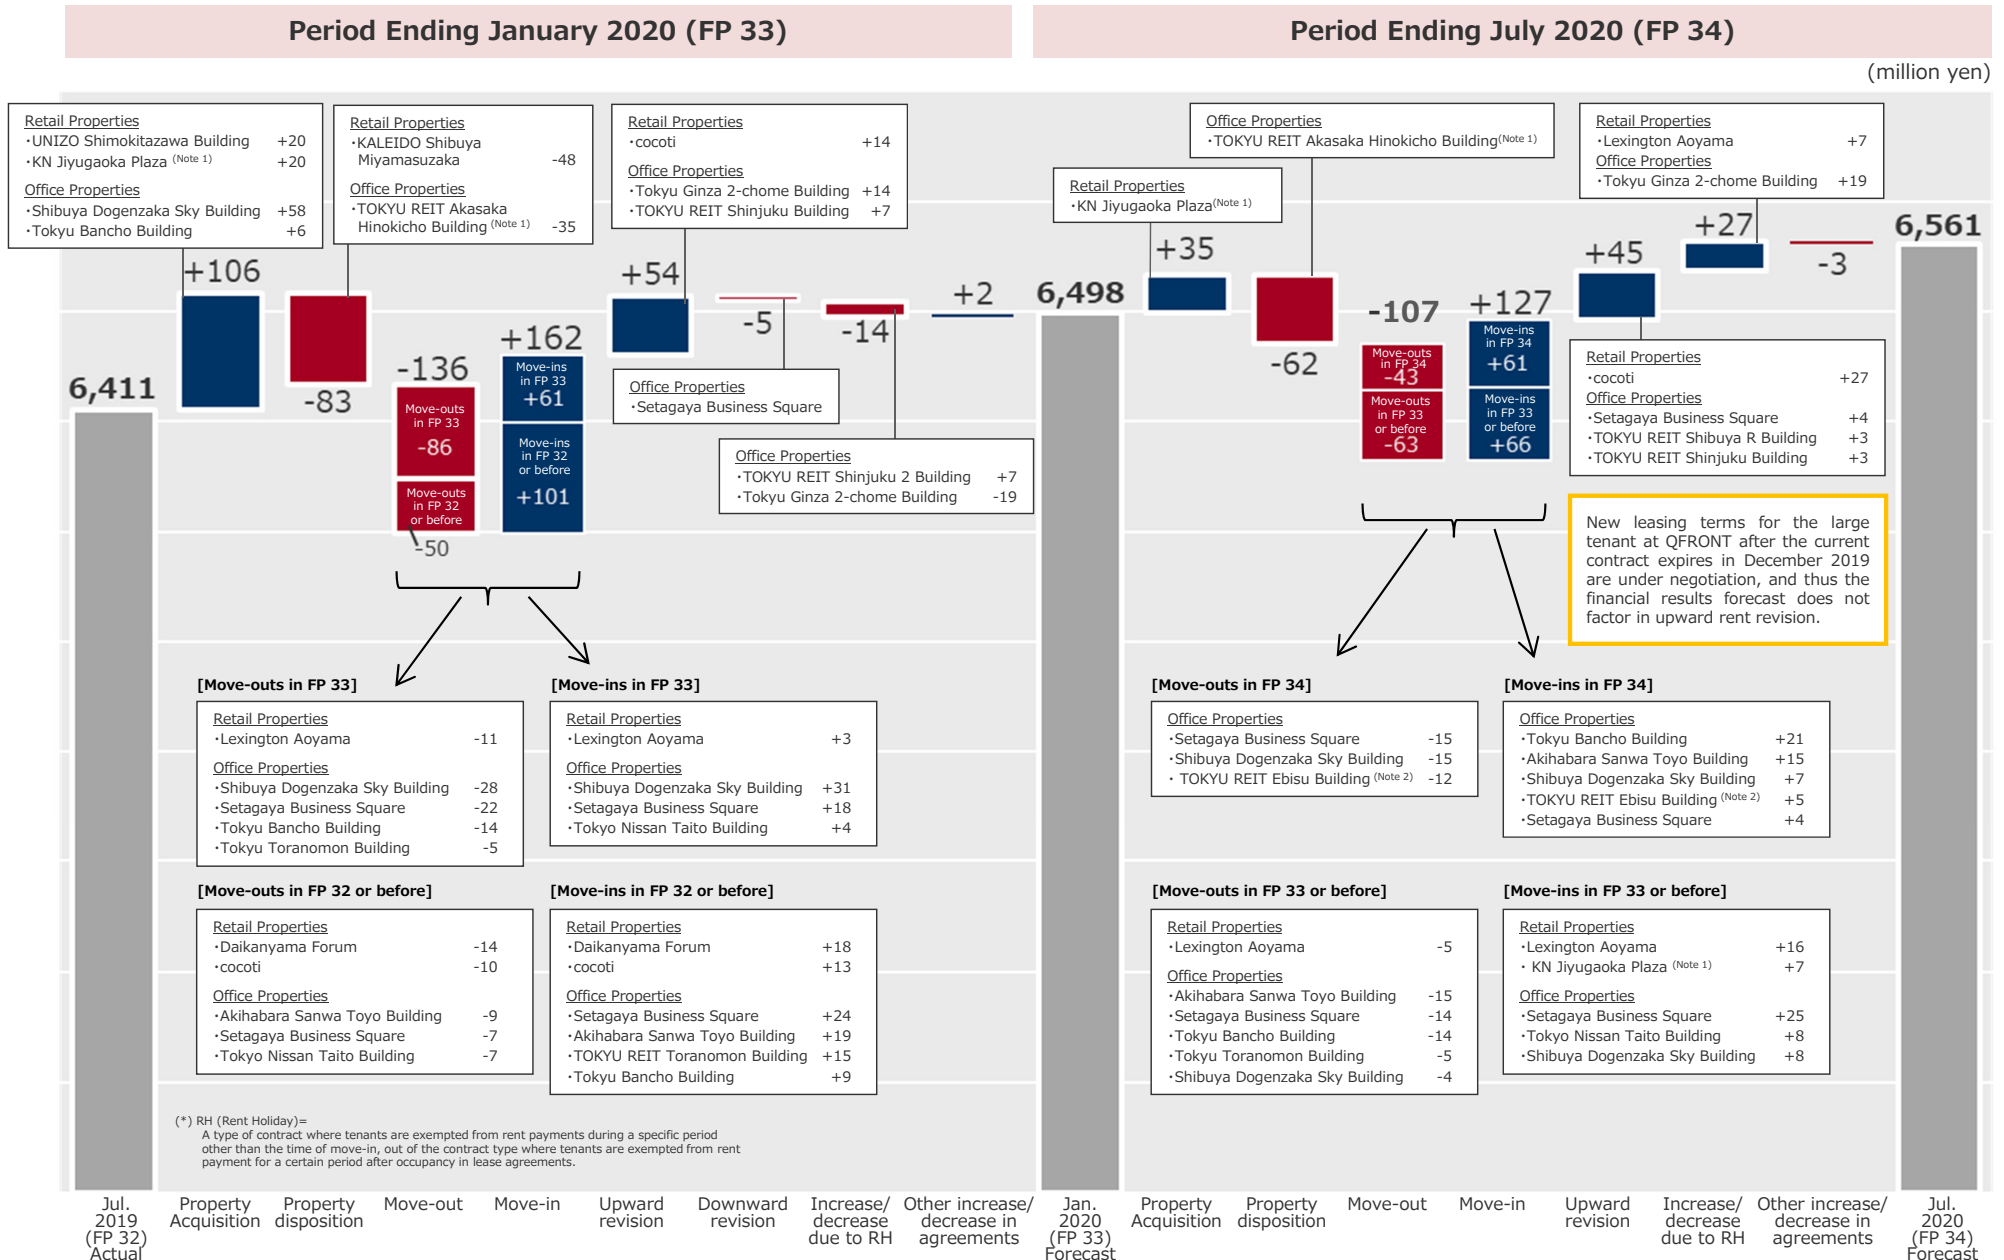 Period Ending January 2020 (FP 33)
Period Ending July 2020 (FP 34)
(million yen)
Retail Properties
・UNIZO Shimokitazawa Building +20
・KN Jiyugaoka Plaza (Note 1) +20
Office Properties
・Shibuya Dogenzaka Sky Building +58
・Tokyu Bancho Building +6
Retail Properties
・KALEIDO Shibuya
Miyamasuzaka -48
Office Properties
・TOKYU REIT Akasaka
Hinokicho Building (Note 1) -35
Retail Properties
・cocoti +14
Office Properties
・Tokyu Ginza 2-chome Building +14
・TOKYU REIT Shinjuku Building +7
Retail Properties
・KN Jiyugaoka Plaza(Note 1)
Office Properties
・TOKYU REIT Akasaka Hinokicho Building(Note 1)
Retail Properties
・Lexington Aoyama +7
Office Properties
・Tokyu Ginza 2-chome Building +19
6,411
+106
-83
-136
Move-outs
in FP 33
-86
Move-outs
in FP 32
or before
-50
+162
Move-ins
in FP 33
+61
Move-ins
in FP 32
or before
+101
+54
-5
-14
+2
6,498
+35
-62
-107
Move-outs
in FP 34
-43
Move-outs
in FP 33
or before
-63
+127
Move-ins
in FP 34
+61
Move-ins
in FP 33
or before
+66
+45
+27
-3
6,561
Office Properties
・Setagaya Business Square
Office Properties
・TOKYU REIT Shinjuku 2 Building +7
・Tokyu Ginza 2-chome Building -19
Retail Properties
・cocoti +27
Office Properties
・Setagaya Business Square +4
・TOKYU REIT Shibuya R Building +3
・TOKYU REIT Shinjuku Building +3
New leasing terms for the large
tenant at QFRONT after the current
contract expires in December 2019
are under negotiation, and thus the
financial results forecast does not
factor in upward rent revision.
[Move-outs in FP 33]
Retail Properties
・Lexington Aoyama -11
Office Properties
・Shibuya Dogenzaka Sky Building -28
・Setagaya Business Square -22
・Tokyu Bancho Building -14
・Tokyu Toranomon Building -5
[Move-ins in FP 33]
Retail Properties
・Lexington Aoyama +3
Office Properties
・Shibuya Dogenzaka Sky Building +31
・Setagaya Business Square +18
・Tokyo Nissan Taito Building +4
[Move-outs in FP 32 or before]
Retail Properties
・Daikanyama Forum -14
・cocoti -10
Office Properties
・Akihabara Sanwa Toyo Building -9
・Setagaya Business Square -7
・Tokyo Nissan Taito Building -7
[Move-ins in FP 32 or before]
Retail Properties
・Daikanyama Forum +18
・cocoti +13
Office Properties
・Setagaya Business Square +24
・Akihabara Sanwa Toyo Building +19
・TOKYU REIT Toranomon Building +15
・Tokyu Bancho Building +9
[Move-outs in FP 34]
Office Properties
・Setagaya Business Square -15
・Shibuya Dogenzaka Sky Building -15
・ TOKYU REIT Ebisu Building (Note 2) -12
[Move-ins in FP 34]
Office Properties
・Tokyu Bancho Building +21
・Akihabara Sanwa Toyo Building +15
・Shibuya Dogenzaka Sky Building +7
・TOKYU REIT Ebisu Building (Note 2) +5
・Setagaya Business Square +4
[Move-outs in FP 33 or before]
Retail Properties
・Lexington Aoyama -5
Office Properties
・Akihabara Sanwa Toyo Building -15
・Setagaya Business Square -14
・Tokyu Bancho Building -14
・Tokyu Toranomon Building -5
・Shibuya Dogenzaka Sky Building -4
[Move-ins in FP 33 or before]
Retail Properties
・Lexington Aoyama +16
・ KN Jiyugaoka Plaza (Note 1) +7
Office Properties
・Setagaya Business Square +25
・Tokyo Nissan Taito Building +8
・Shibuya Dogenzaka Sky Building +8
(*) RH (Rent Holiday)=
A type of contract where tenants are exempted from rent payments during a specific period
other than the time of move-in, out of the contract type where tenants are exempted from rent
payment for a certain period after occupancy in lease agreements.
Jul.
2019
(FP 32)
Actual
Property
Acquisition
Property
disposition
Move-out
Move-in
Upward
revision
Downward
revision
Increase/
decrease
due to RH
Other increase/
decrease in
agreements
Jan.
2020
(FP 33)
Forecast
Property
Acquisition
Property
disposition
Move-out
Move-in
Upward
revision
Increase/
decrease
due to RH
Other increase/
decrease in
agreements
Jul.
2020
(FP 34)
Forecast